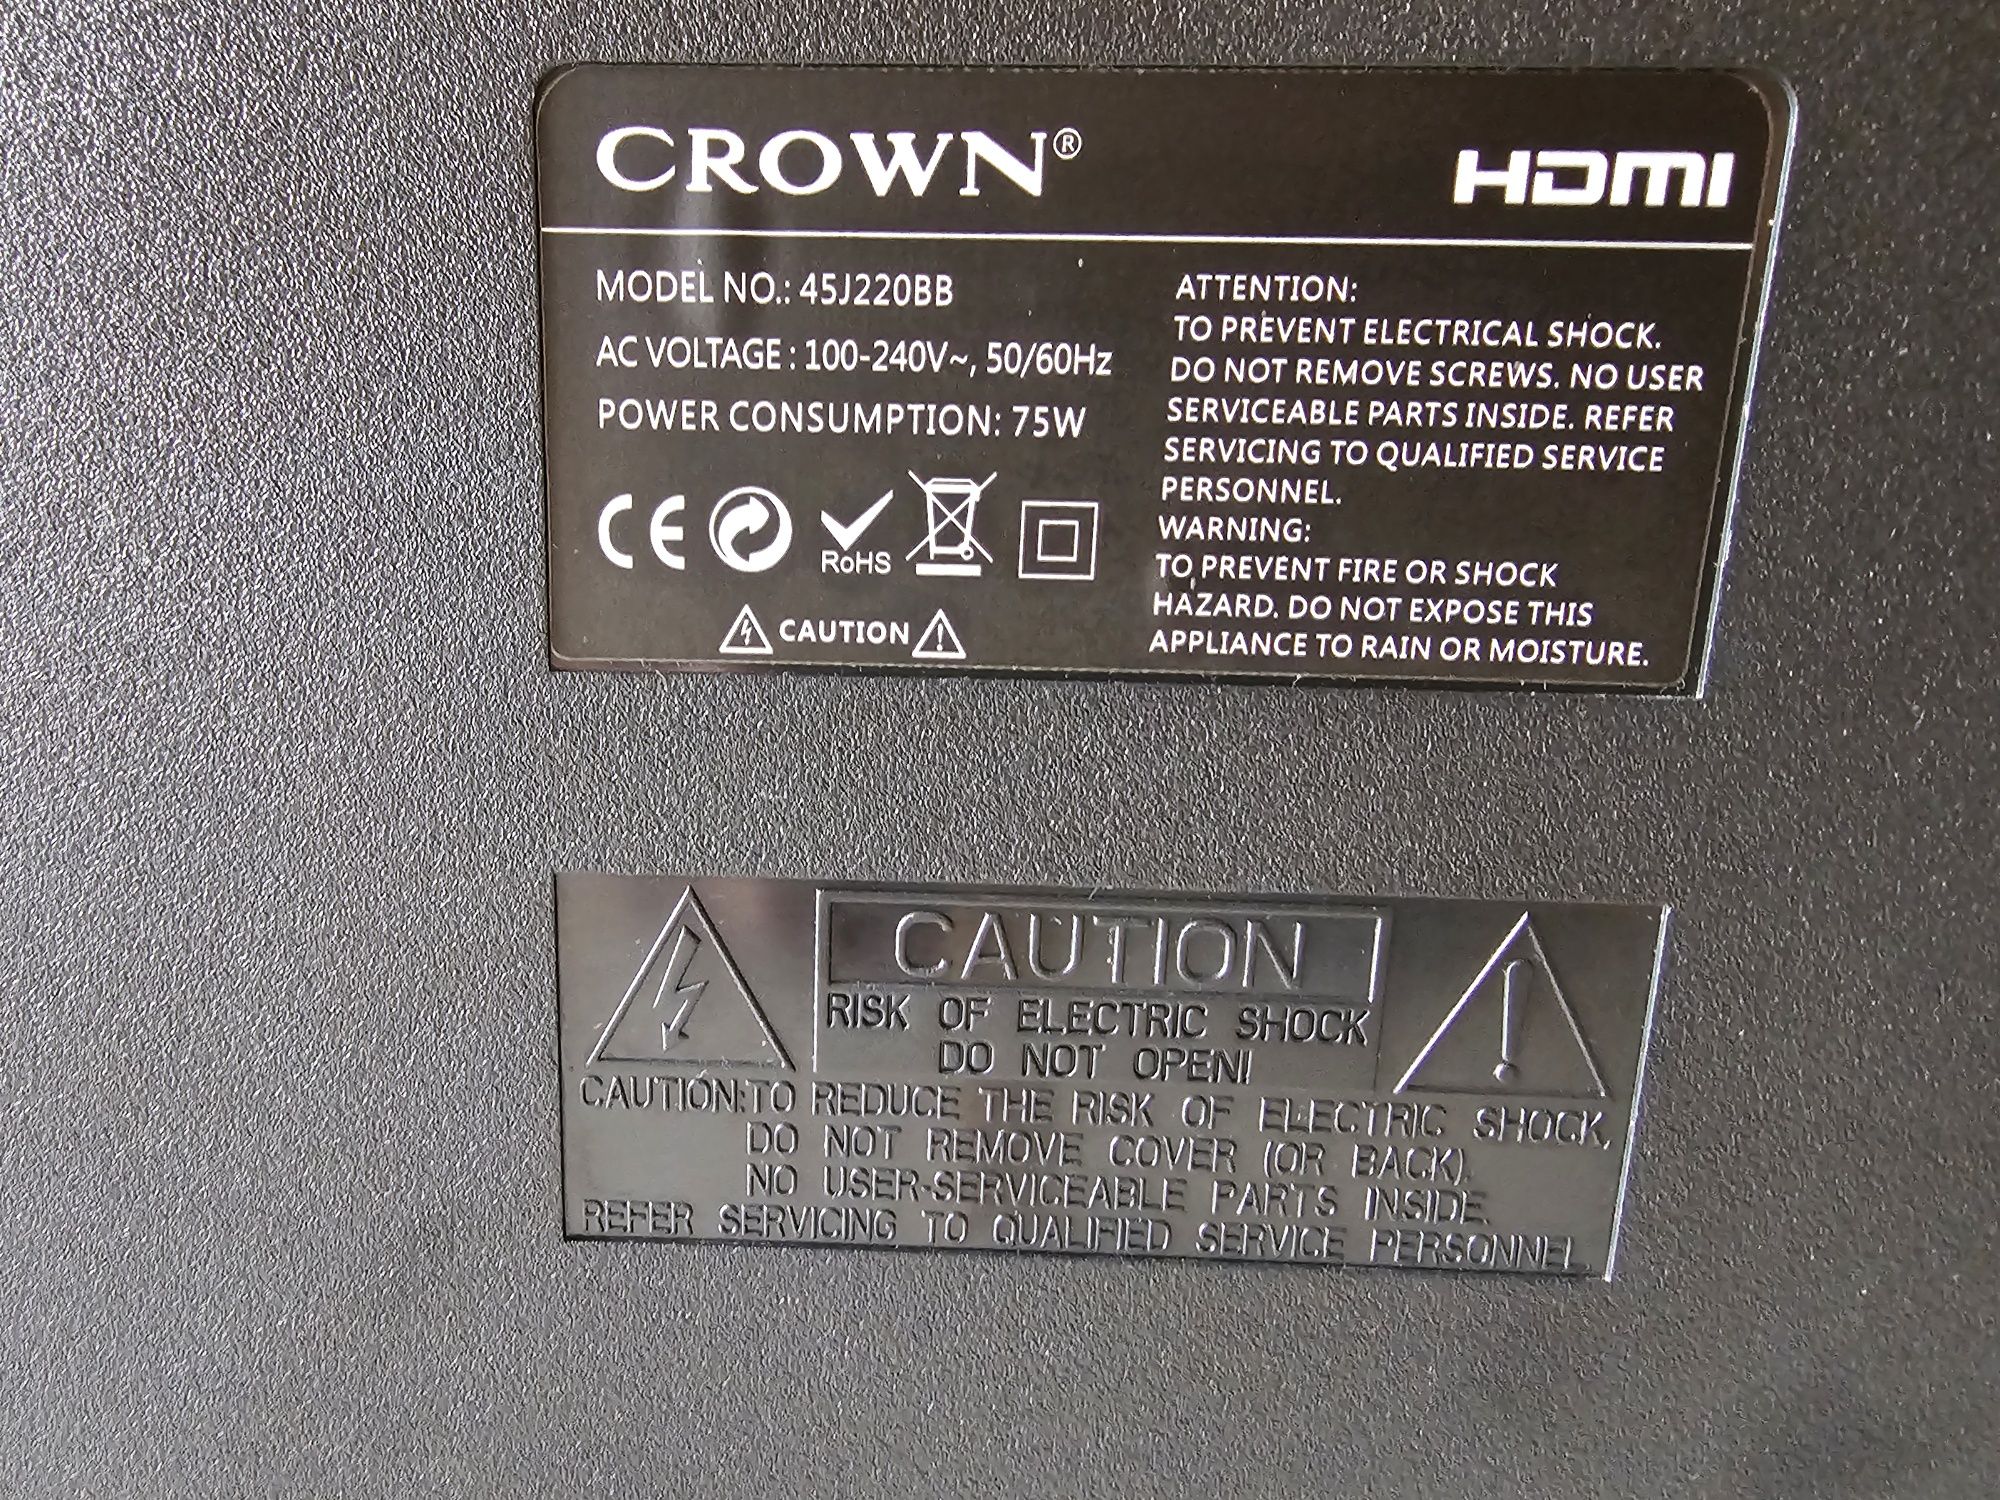 CROWN®
HDMI
MODEL NO.: 45J220BB
AC VOLTAGE : 100-240V~, 50/60Hz
POWER CONSUMPTION: 75W
CE
RoHS
CAUTION
ATTENTION:
TO PREVENT ELECTRICAL SHOCK.
DO NOT REMOVE SCREWS. NO USER
SERVICEABLE PARTS INSIDE. REFER
SERVICING TO QUALIFIED SERVICE
PERSONNEL.
WARNING:
TO PREVENT FIRE OR SHOCK
HAZARD. DO NOT EXPOSE THIS
APPLIANCE TO RAIN OR MOISTURE.
CAUTION
RISK OF ELECTRIC SHOCK
DO NOT OPEN!
CAUTION:TO REDUCE THE RISK OF ELECTRIC SHOCK,
DO NOT REMOVE COVER (OR BACK).
NO USER-SERVICEABLE PARTS INSIDE.
REFER SERVICING TO QUALIFIED SERVICE PERSONNEL